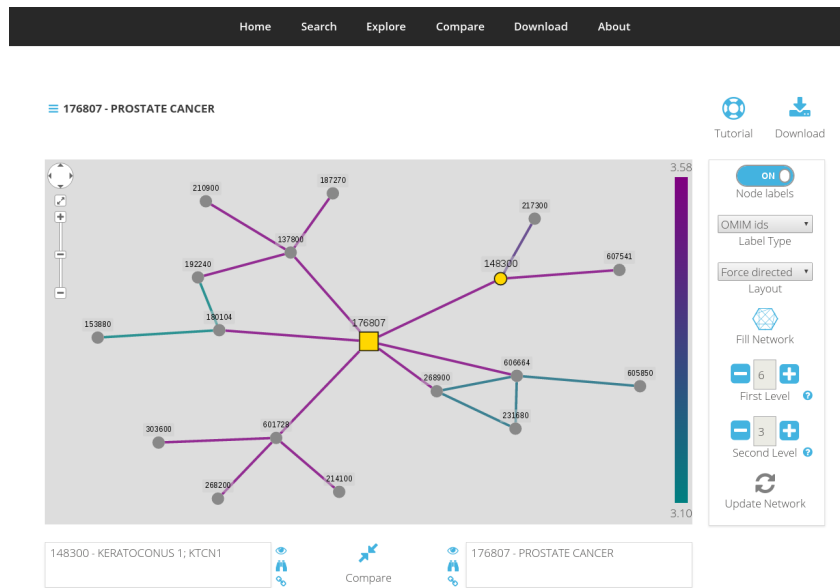 Home Search Explore Compare Download About
176807 - PROSTATE CANCER
Tutorial Download
3.58
ON
Node labels
OMIM ids
Label Type
Force directed
Layout
Fill Network
6
First Level ?
3
Second Level ?
Update Network
187270
210900
217300
137800
148300
607541
192240
180104
176807
153880
606664
268900
605850
231680
303600
601728
268200
214100
3.10
148300 - KERATOCONUS 1; KTCN1
Compare
176807 - PROSTATE CANCER